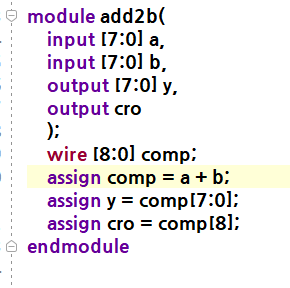 module add2b(
input [7:0] a,
input [7:0] b,
output [7:0] y,
output cro
);
wire [8:0] comp;
assign comp = a + b;
assign y = comp[7:0];
assign cro = comp[8];
endmodule